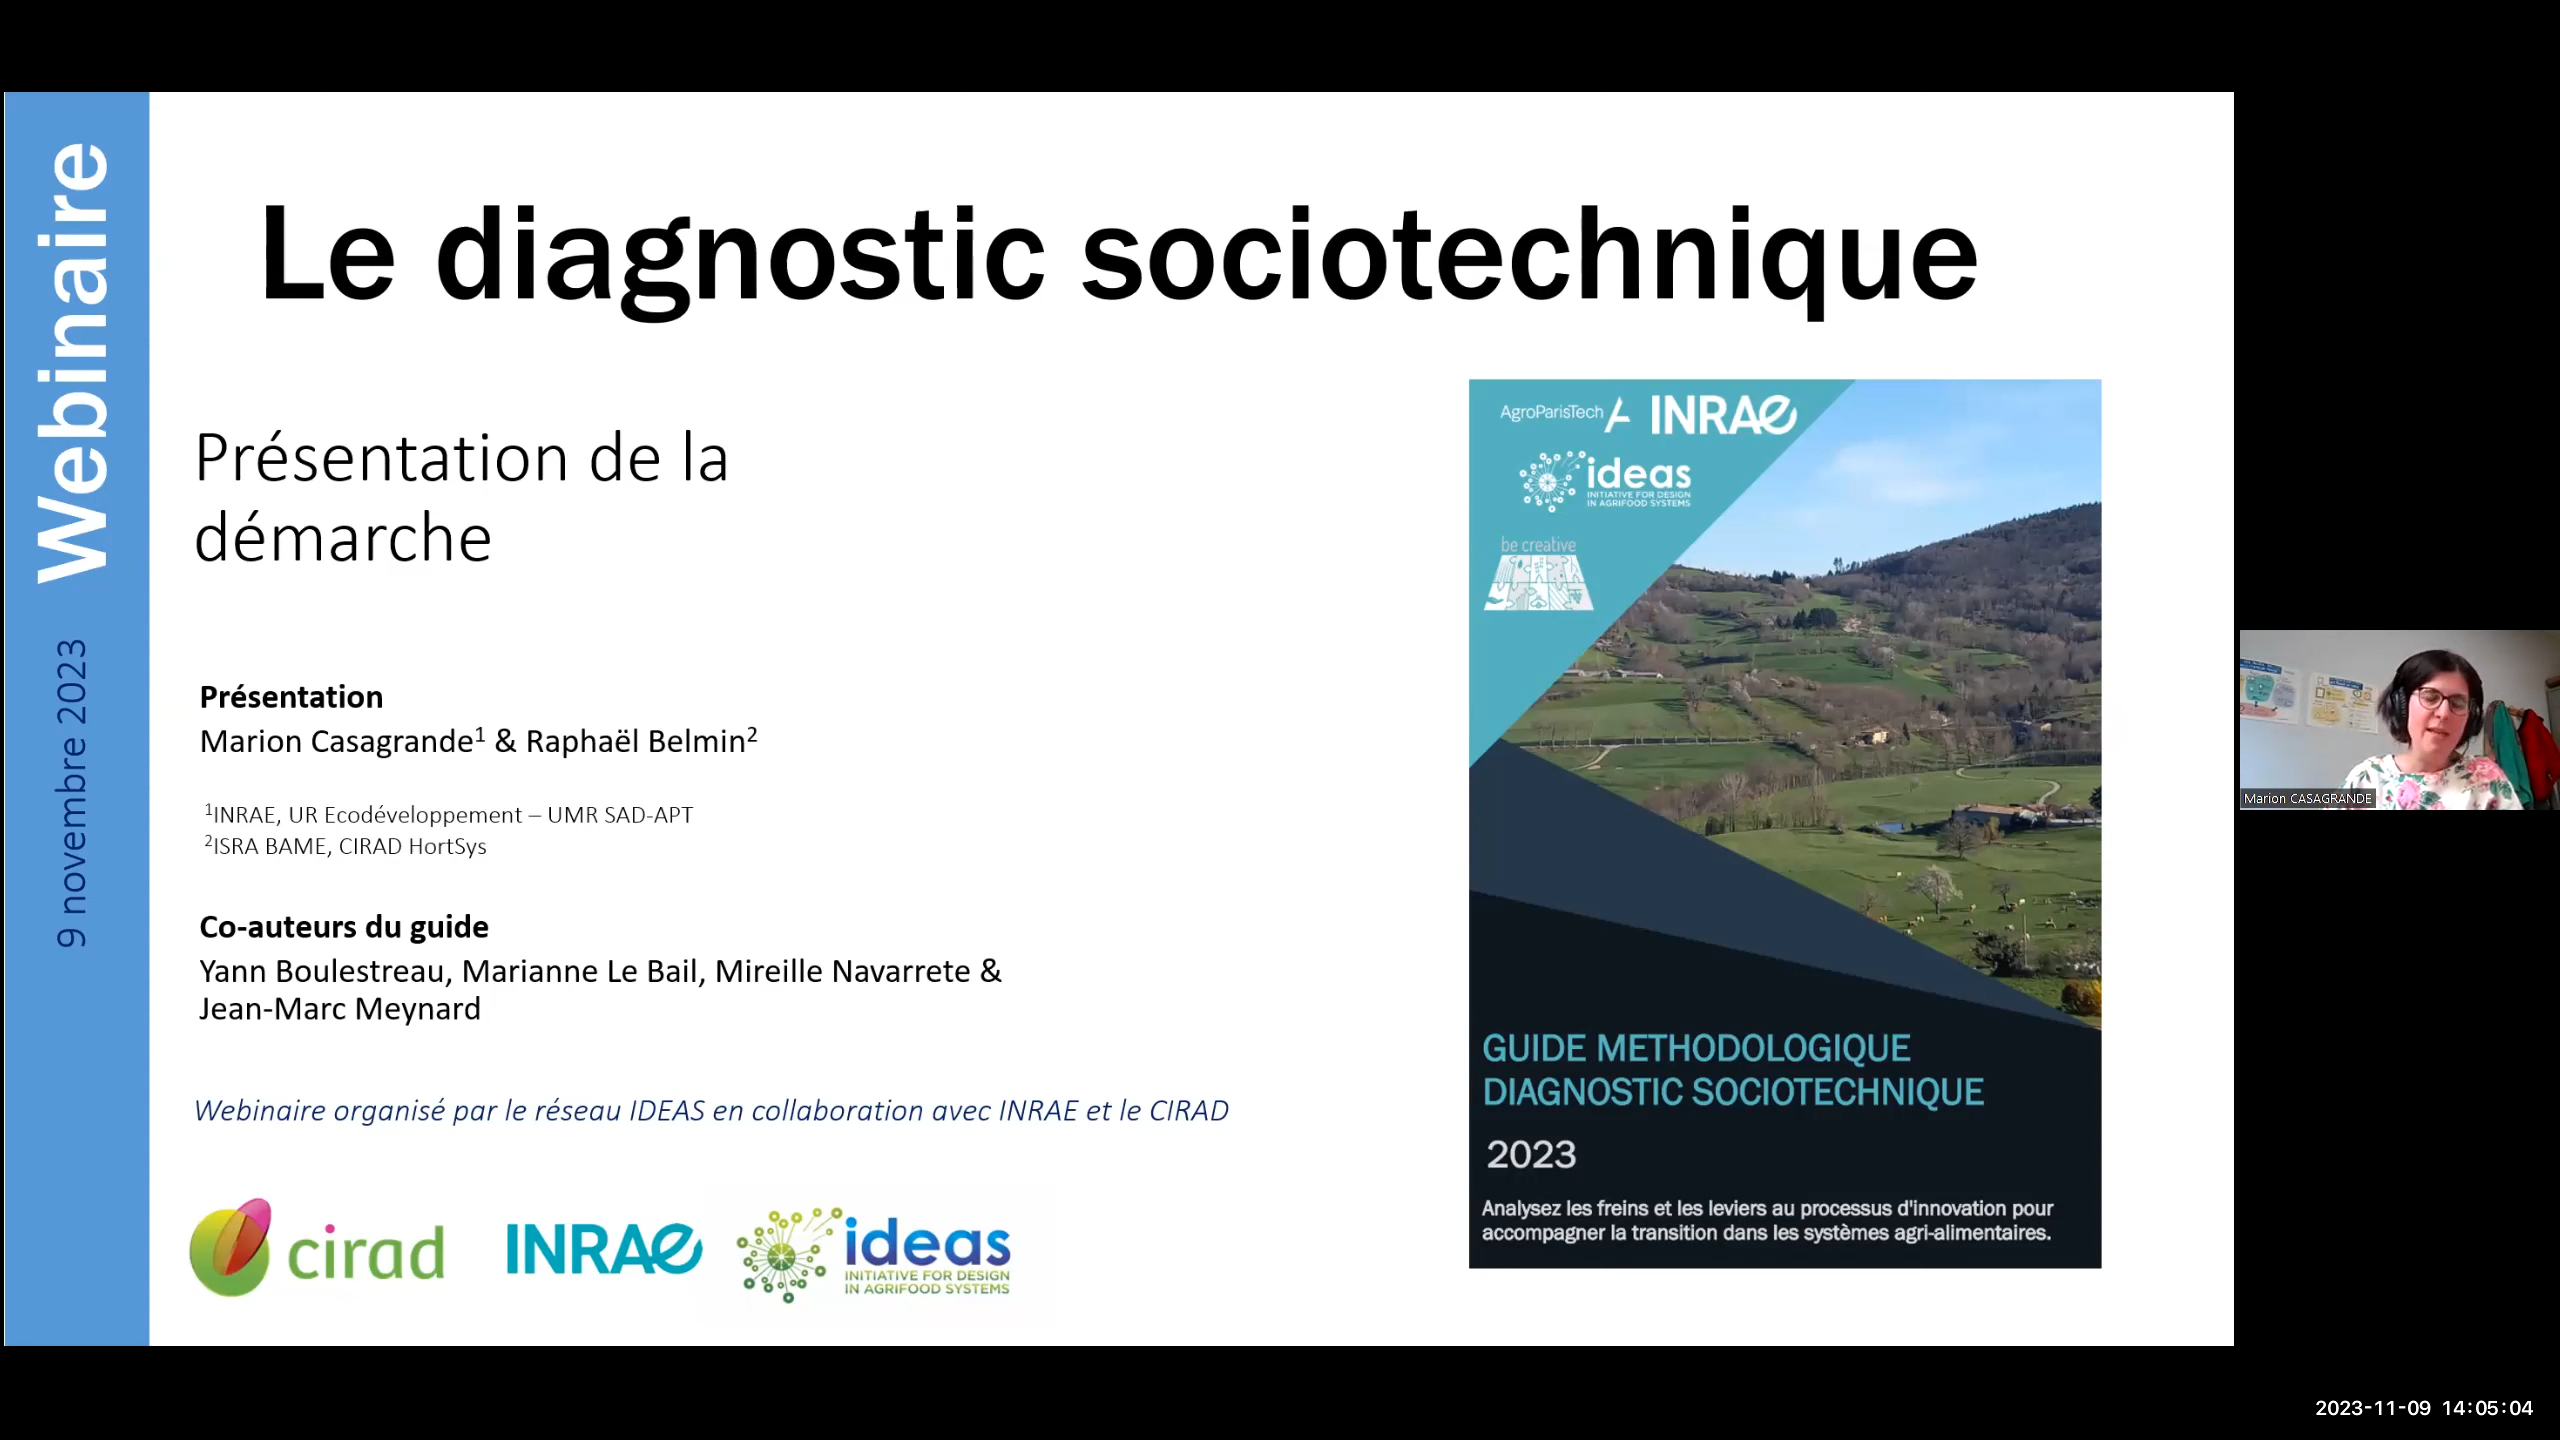 Webinaire
9 novembre 2023
Le diagnostic sociotechnique
Présentation de la
démarche
Présentation
Marion Casagrande¹ & Raphaël Belmin²
¹INRAE, UR Ecodéveloppement – UMR SAD-APT
²ISRA BAME, CIRAD HortSys
Co-auteurs du guide
Yann Boulestreau, Marianne Le Bail, Mireille Navarrete &
Jean-Marc Meynard
Webinaire organisé par le réseau IDEAS en collaboration avec INRAE et le CIRAD
cirad
INRAE
ideas
INITIATIVE FOR DESIGN
IN AGRIFOOD SYSTEMS
AgroParisTech
INRAE
ideas
INITIATIVE FOR DESIGN
IN AGRIFOOD SYSTEMS
be creative
GUIDE METHODOLOGIQUE
DIAGNOSTIC SOCIOTECHNIQUE
2023
Analysez les freins et les leviers au processus d'innovation pour
accompagner la transition dans les systèmes agri-alimentaires.
Marion CASAGRANDE
2023-11-09 14:05:04